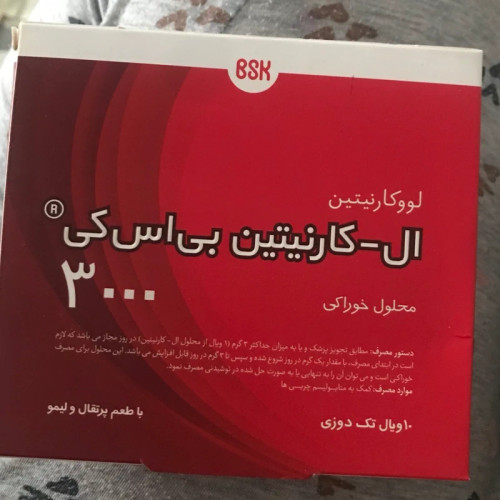 BSK
لووکارنیتین
ال-کارنیتین بی‌اس‌کی®
۳۰۰۰
محلول خوراکی
دستور مصرف: مطابق تجویز پزشک و یا به میزان حداکثر ۳ گرم (۱ ویال از محلول ال - کارنیتین) در روز مجاز می باشد که لازم
است در ابتدای مصرف، با مقدار یک گرم در روز شروع شده و سپس تا ۳ گرم در روز قابل افزایش می باشد. این محلول برای مصرف
خوراکی است و می توان آن را به تنهایی یا به صورت حل شده در نوشیدنی مصرف نمود.
موارد مصرف: کمک به متابولیسم چربی ها
۱۰ ویال تک دوزی
با طعم پرتقال و لیمو